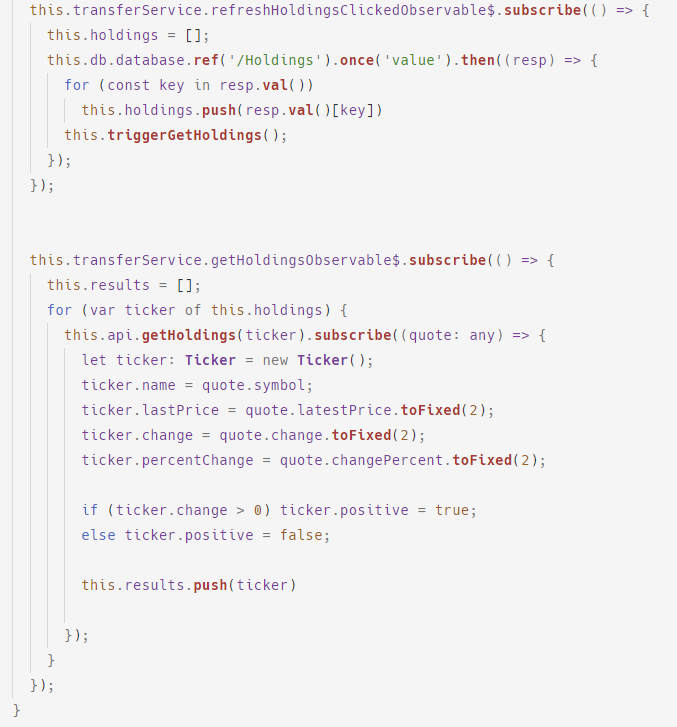 this.transferService.refreshHoldingsClickedObservable$.subscribe(() => {
this.holdings = [];
this.db.database.ref('/Holdings').once('value').then((resp) => {
for (const key in resp.val())
this.holdings.push(resp.val()[key])
this.triggerGetHoldings();
});
});
this.transferService.getHoldingsObservable$.subscribe(() => {
this.results = [];
for (var ticker of this.holdings) {
this.api.getHoldings(ticker).subscribe((quote: any) => {
let ticker: Ticker = new Ticker();
ticker.name = quote.symbol;
ticker.lastPrice = quote.latestPrice.toFixed(2);
ticker.change = quote.change.toFixed(2);
ticker.percentChange = quote.changePercent.toFixed(2);
if (ticker.change > 0) ticker.positive = true;
else ticker.positive = false;
this.results.push(ticker)
});
}
});
}